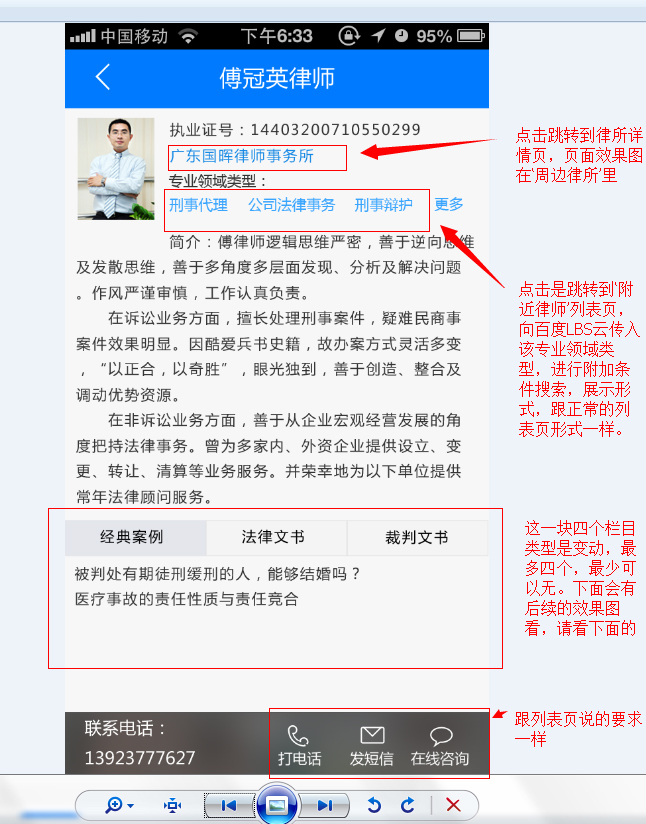 中国移动 下午6:33 95%
傅冠英律师
执业证号：14403200710550299
广东国晖律师事务所
专业领域类型：
刑事代理 公司法律事务 刑事辩护 更多
简介：傅律师逻辑思维严密，善于逆向思维
及发散思维，善于多角度多层面发现、分析及解决问题
。作风严谨审慎，工作认真负责。
在诉讼业务方面，擅长处理刑事案件，疑难民商事
案件效果明显。因酷爱兵书史籍，故办案方式灵活多变
，“以正合，以奇胜”，眼光独到，善于创造、整合及
调动优势资源。
在非诉讼业务方面，善于从企业宏观经营发展的角
度把持法律事务。曾为多家内、外资企业提供设立、变
更、转让、清算等业务服务。并荣幸地为以下单位提供
常年法律顾问服务。
经典案例 法律文书 裁判文书
被判处有期徒刑缓刑的人，能够结婚吗？
医疗事故的责任性质与责任竞合
联系电话：
13923777627
打电话 发短信 在线咨询
点击跳转到律所详
情页，页面效果图
在'周边律所'里
点击是跳转到'附
近律师'列表页，
向百度LBS云传入
该专业领域类
型，进行附加条
件搜索，展示形
式，跟正常的列
表页形式一样。
这一块四个栏目
类型是变动，最
多四个，最少可
以无。下面会有
后续的效果图
看，请看下面的
跟列表页说的要求
一样